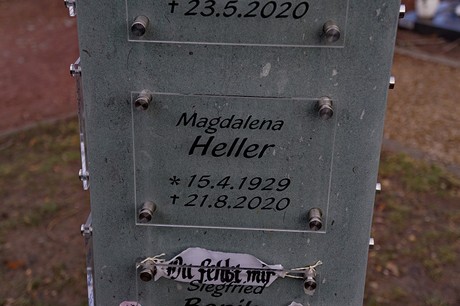 † 23.5.2020
Magdalena
Heller
* 15.4.1929
† 21.8.2020
Du fehlst mir
Siegfried